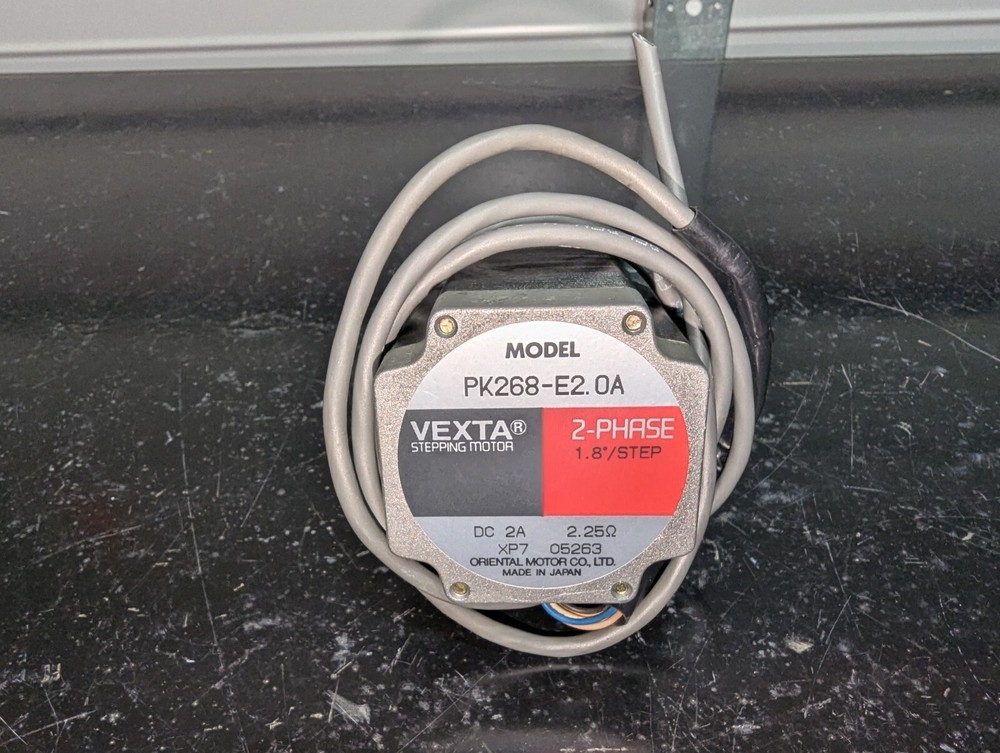 MODEL
PK268-E2.0A
VEXTA®
STEPPING MOTOR
2-PHASE
1.8°/STEP
DC 2A 2.25Ω
XP7 05263
ORIENTAL MOTOR CO., LTD.
MADE IN JAPAN